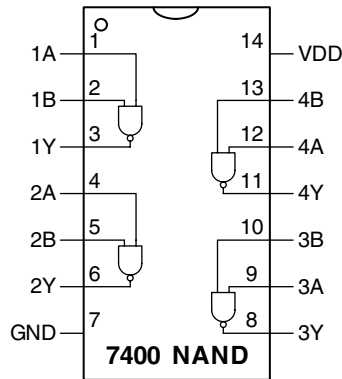 1A 1 14 VDD
1B 2 13 4B
1Y 3 12 4A
2A 4 11 4Y
2B 5 10 3B
2Y 6 9 3A
GND 7 8 3Y
7400 NAND